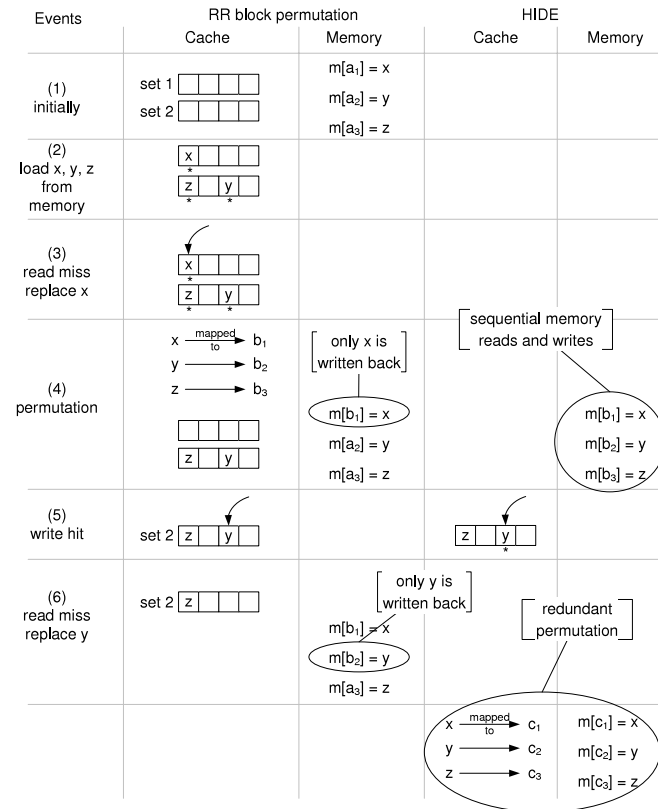 Events
RR block permutation
HIDE
Cache
Memory
Cache
Memory
(1)
initially
set 1
set 2
m[a1] = x
m[a2] = y
m[a3] = z
(2)
load x, y, z
from
memory
x
*
z y
* *
(3)
read miss
replace x
x
*
z y
* *
(4)
permutation
x mapped to b1
y b2
z b3
z y
only x is
written back
m[b1] = x
m[a2] = y
m[a3] = z
sequential memory
reads and writes
m[b1] = x
m[b2] = y
m[b3] = z
(5)
write hit
set 2 z y
z y
*
(6)
read miss
replace y
set 2 z
only y is
written back
m[b1] = x
m[b2] = y
m[a3] = z
redundant
permutation
x mapped to c1
y c2
z c3
m[c1] = x
m[c2] = y
m[c3] = z